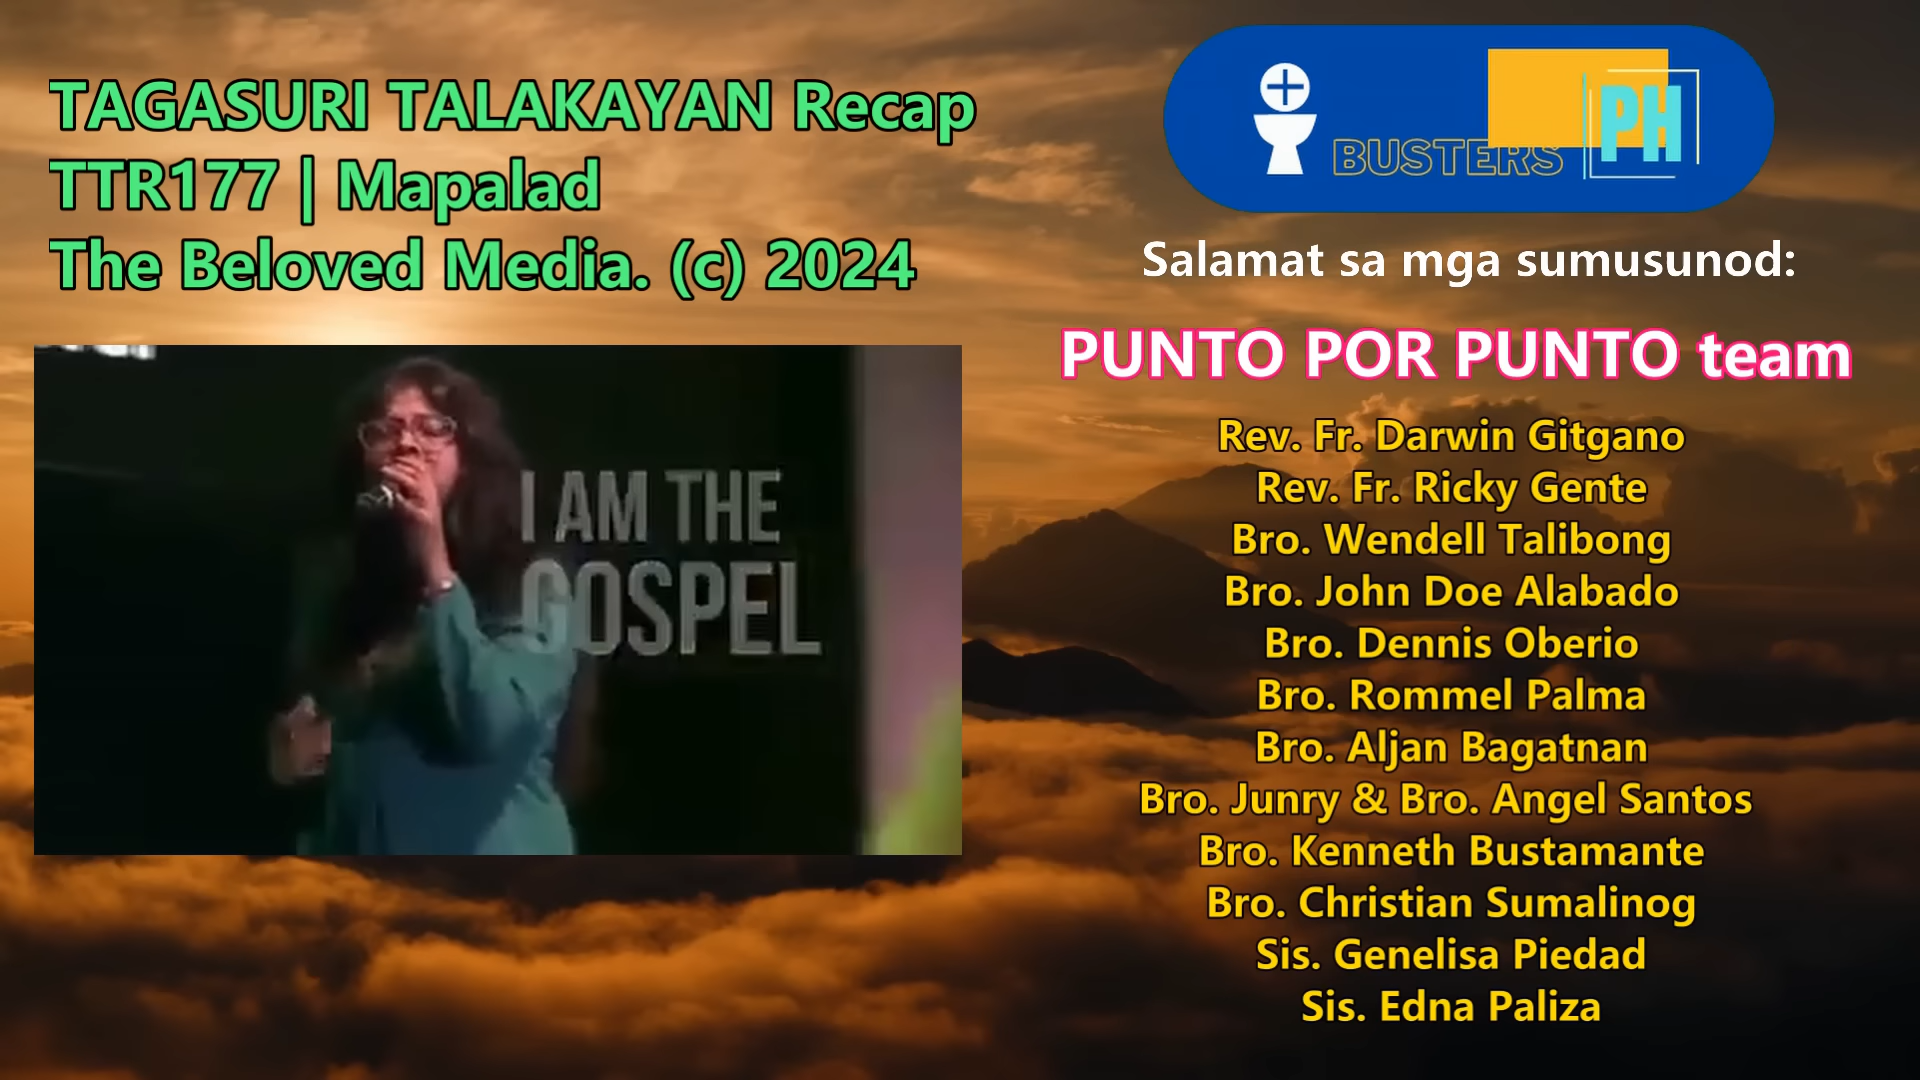 TAGASURI TALAKAYAN Recap
TTR177 | Mapalad
The Beloved Media. (c) 2024
I AM THE
GOSPEL
BUSTERS PH
Salamat sa mga sumusunod:
PUNTO POR PUNTO team
Rev. Fr. Darwin Gitgano
Rev. Fr. Ricky Gente
Bro. Wendell Talibong
Bro. John Doe Alabado
Bro. Dennis Oberio
Bro. Rommel Palma
Bro. Aljan Bagatnan
Bro. Junry & Bro. Angel Santos
Bro. Kenneth Bustamante
Bro. Christian Sumalinog
Sis. Genelisa Piedad
Sis. Edna Paliza